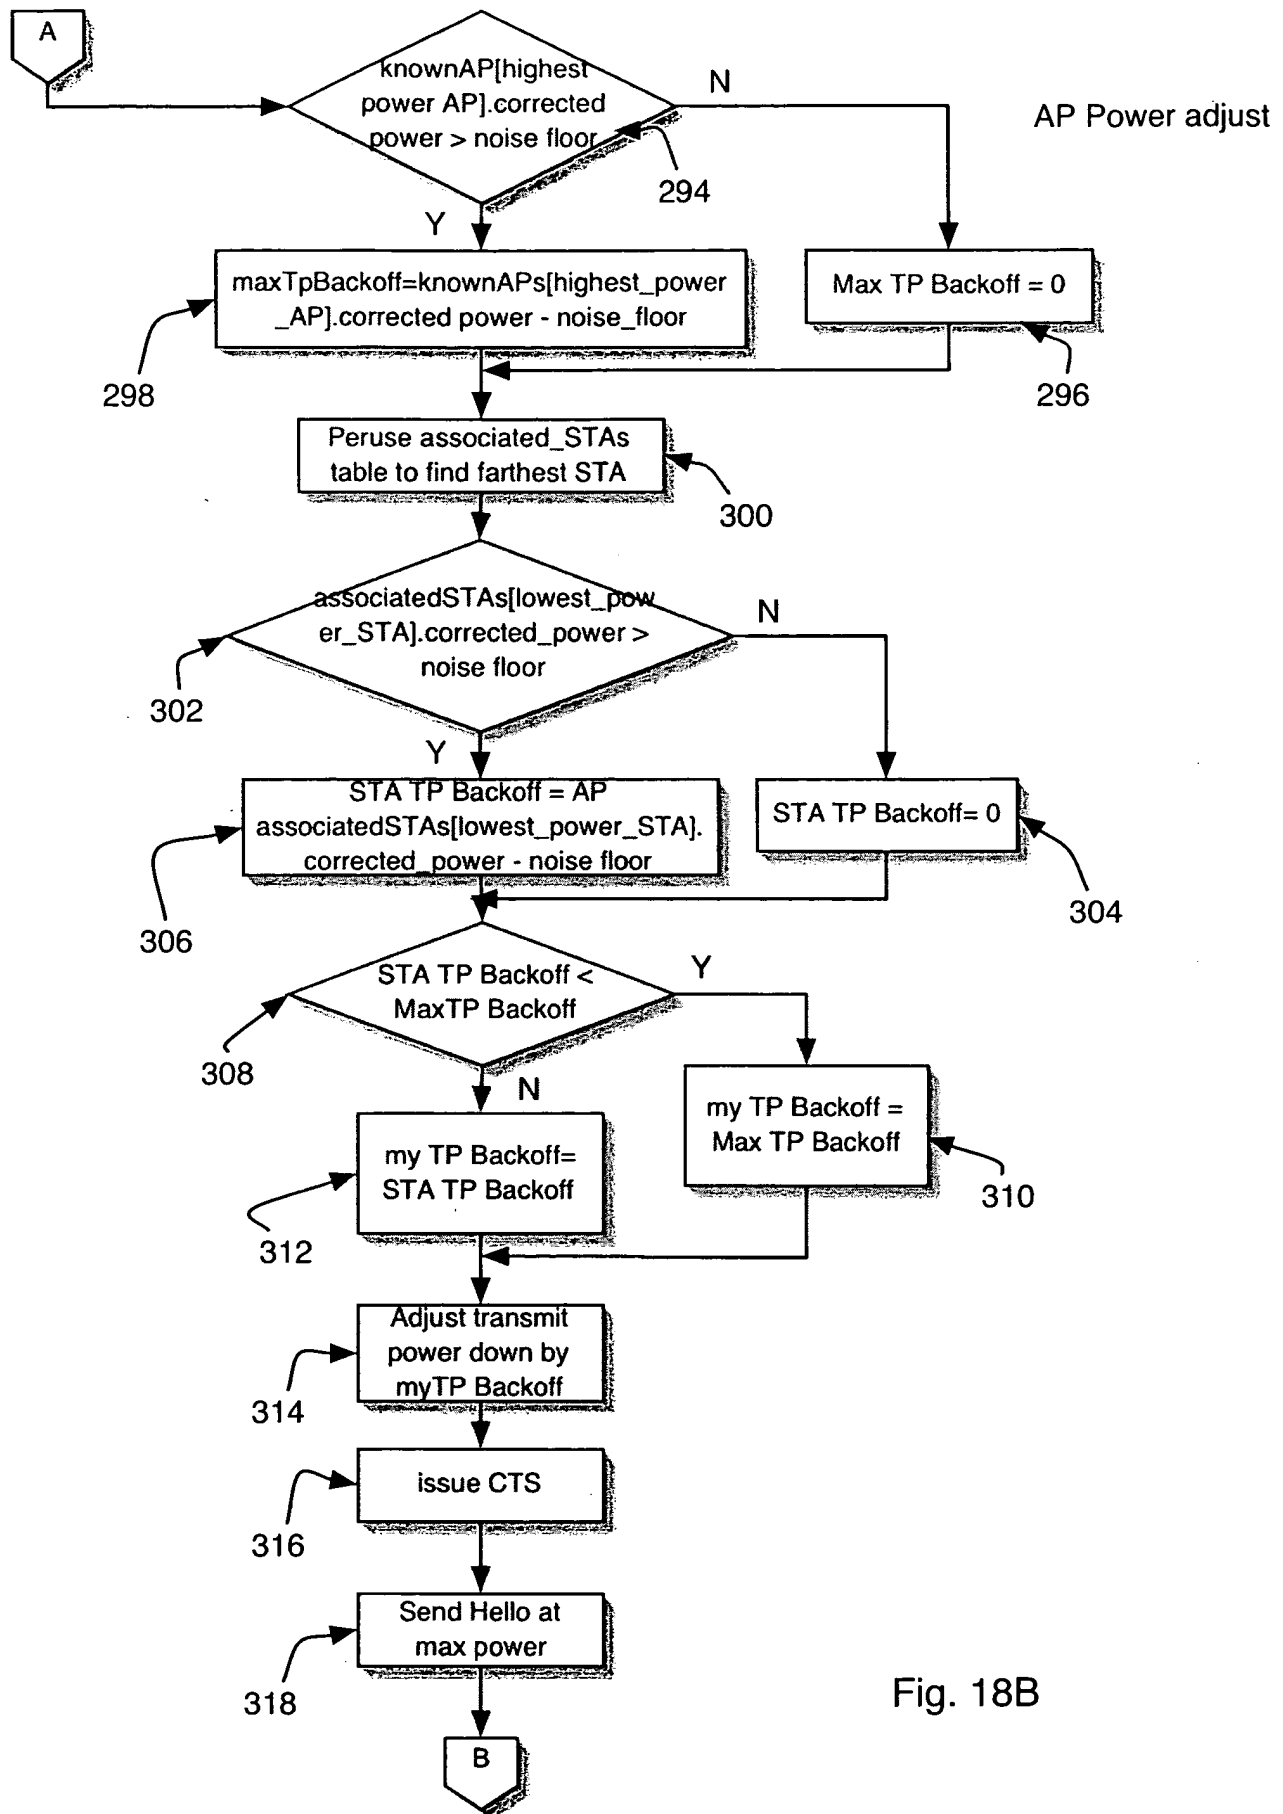 A
knownAP[highest
power AP].corrected
power > noise floor
N
AP Power adjust
294
Y
maxTpBackoff=knownAPs[highest_power
_AP].corrected power - noise_floor
Max TP Backoff = 0
298
296
Peruse associated_STAs
table to find farthest STA
300
associatedSTAs[lowest_pow
er_STA].corrected_power >
noise floor
N
302
Y
STA TP Backoff = AP
associatedSTAs[lowest_power_STA].
corrected_power - noise floor
STA TP Backoff= 0
306
304
STA TP Backoff <
MaxTP Backoff
Y
308
N
my TP Backoff =
Max TP Backoff
my TP Backoff=
STA TP Backoff
310
312
Adjust transmit
power down by
myTP Backoff
314
issue CTS
316
Send Hello at
max power
318
Fig. 18B
B